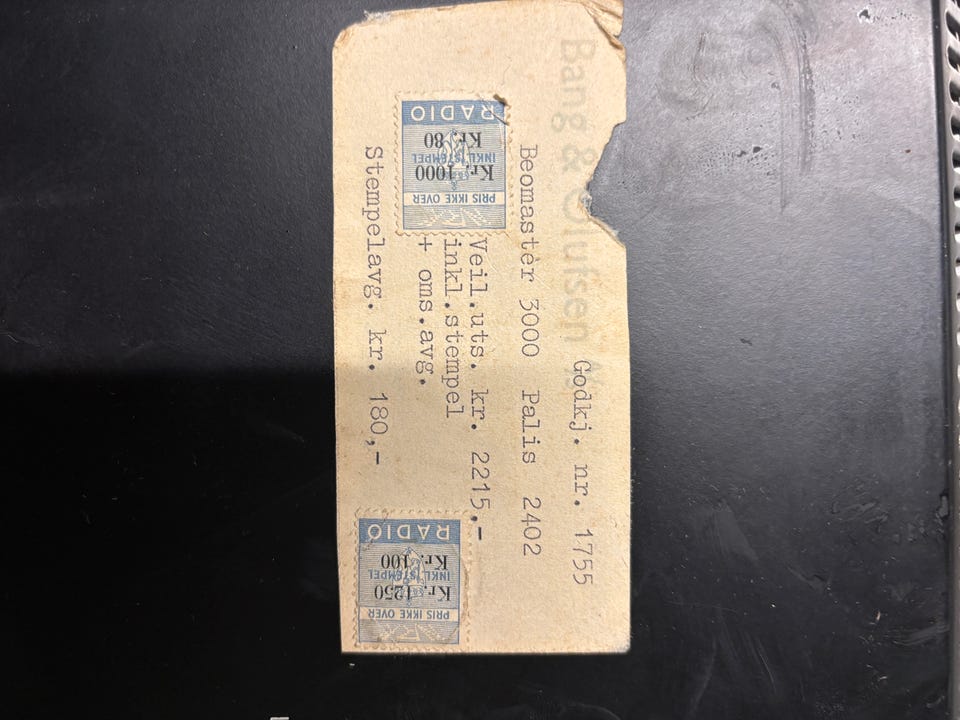 Bang & Olufsen A/S
Godkj. nr. 1755
Beomaster 3000 Palis 2402
Veil.uts. kr. 2215,-
inkl.stempel
+ oms.avg.
Stempelavg. kr. 180,-
PRIS IKKE OVER
Kr. 1000
INKL. STEMPEL
Kr. 80
RADIO
PRIS IKKE OVER
Kr. 1250
INKL. STEMPEL
Kr. 100
RADIO